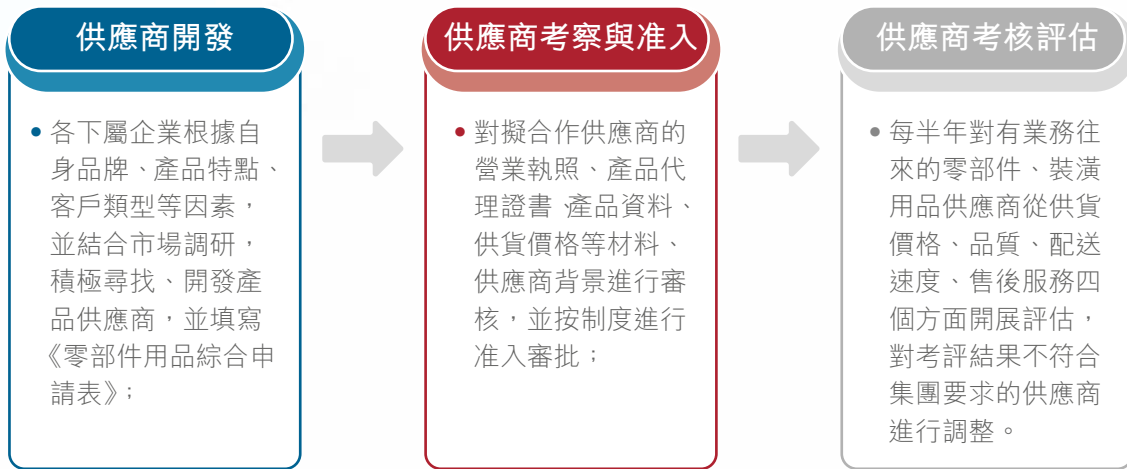 供應商開發
各下屬企業根據自
身品牌、產品特點、
客戶類型等因素，
並結合市場調研，
積極尋找、開發產
品供應商，並填寫
《零部件用品綜合申
請表》；
供應商考察與准入
對擬合作供應商的
營業執照、產品代
理證書、產品資料、
供貨價格等材料、
供應商背景進行審
核，並按制度進行
准入審批；
供應商考核評估
每半年對有業務往
來的零部件、裝潢
用品供應商從供貨
價格、品質、配送
速度、售後服務四
個方面開展評估，
對考評結果不符合
集團要求的供應商
進行調整。